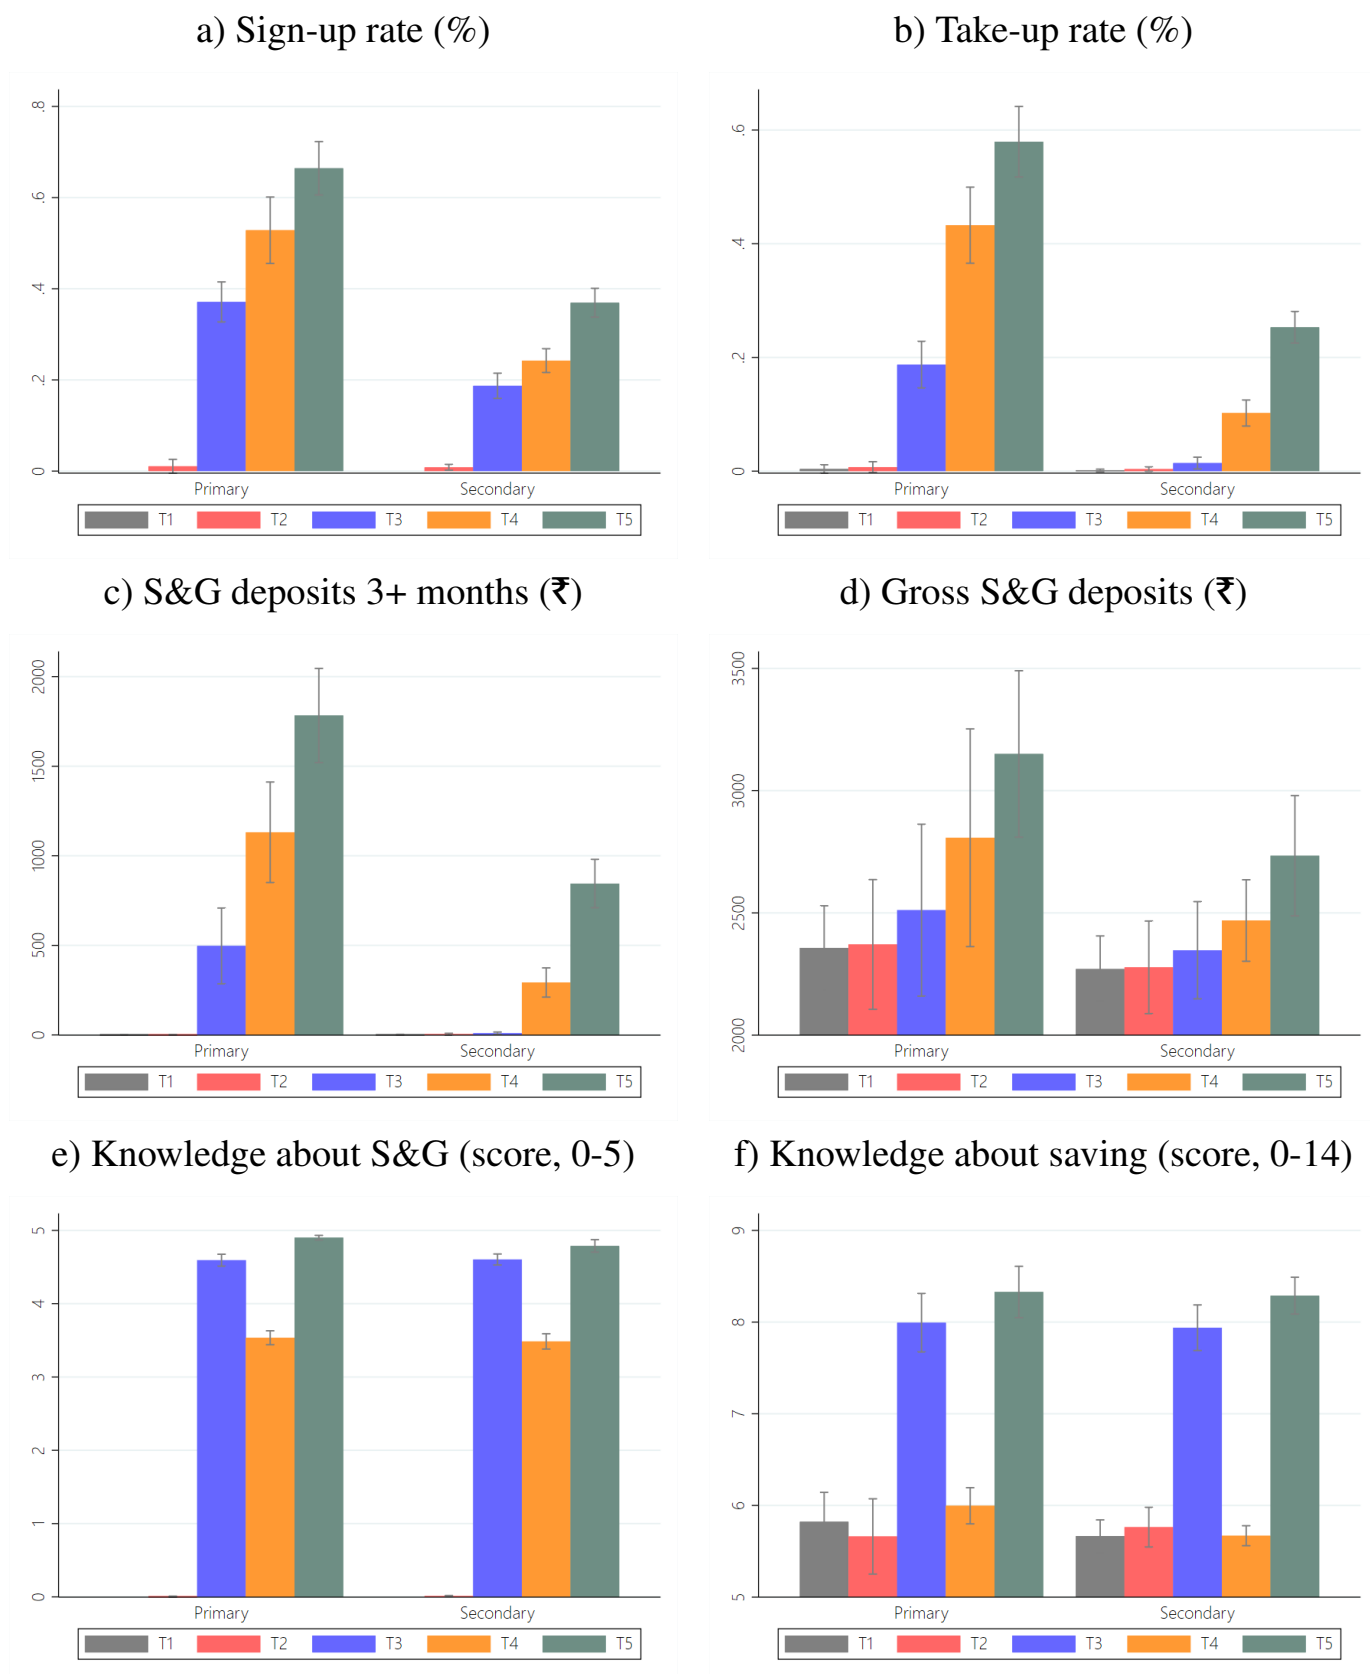 a) Sign-up rate (%)
.8
.6
.4
.2
0
Primary Secondary
T1 T2 T3 T4 T5
b) Take-up rate (%)
.6
.4
.2
0
Primary Secondary
T1 T2 T3 T4 T5
c) S&G deposits 3+ months (₹)
2000
1500
1000
500
0
Primary Secondary
T1 T2 T3 T4 T5
d) Gross S&G deposits (₹)
3500
3000
2500
2000
Primary Secondary
T1 T2 T3 T4 T5
e) Knowledge about S&G (score, 0-5)
5
4
3
2
1
0
Primary Secondary
T1 T2 T3 T4 T5
f) Knowledge about saving (score, 0-14)
9
8
7
6
5
Primary Secondary
T1 T2 T3 T4 T5